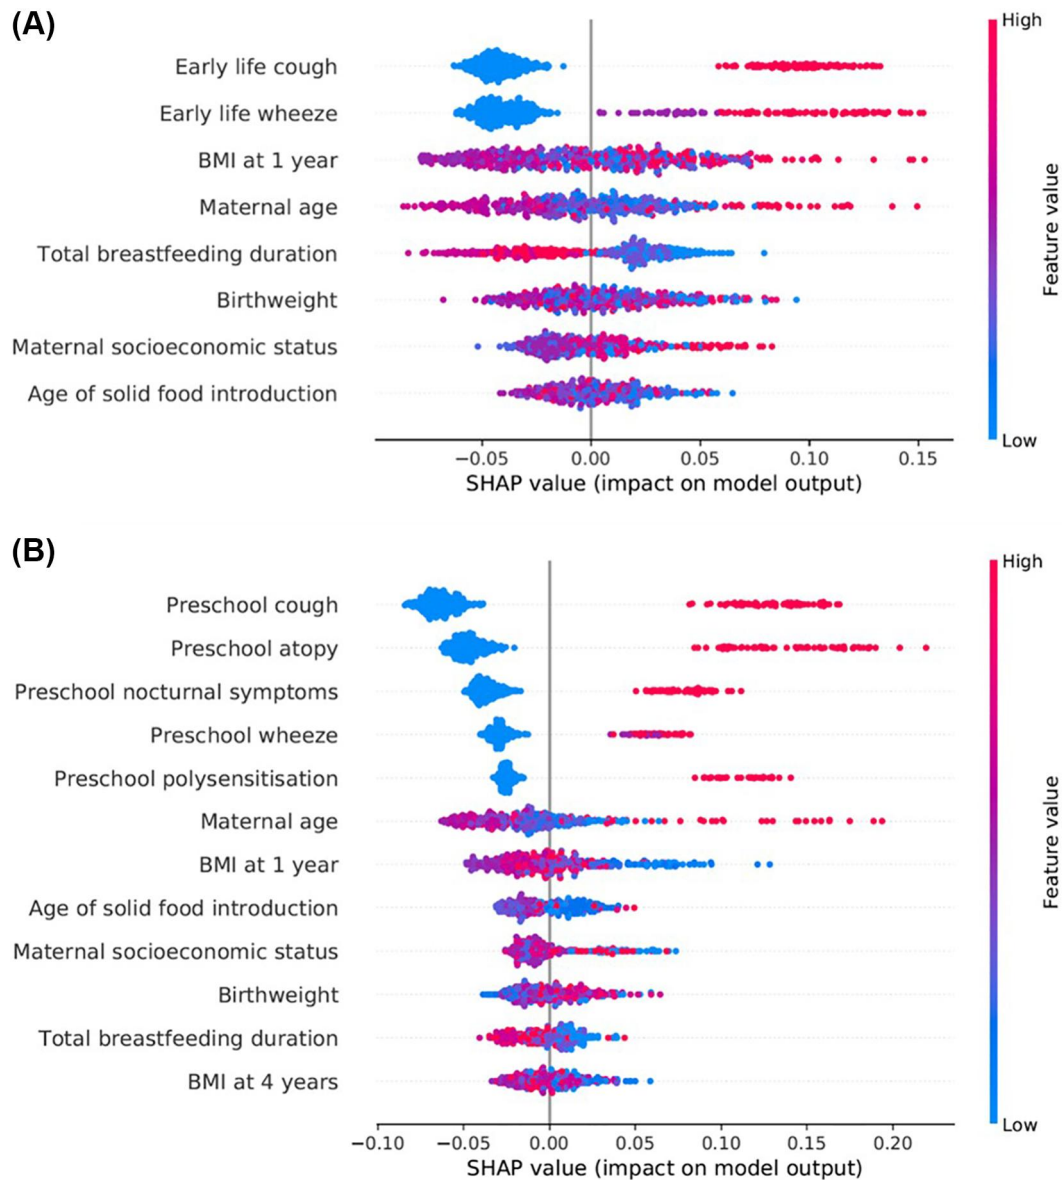 (A)
High
Early life cough
Early life wheeze
BMI at 1 year
Maternal age
Total breastfeeding duration
Birthweight
Maternal socioeconomic status
Age of solid food introduction
Feature value
Low
−0.05 0.00 0.05 0.10 0.15
SHAP value (impact on model output)
(B)
High
Preschool cough
Preschool atopy
Preschool nocturnal symptoms
Preschool wheeze
Preschool polysensitisation
Maternal age
BMI at 1 year
Age of solid food introduction
Maternal socioeconomic status
Birthweight
Total breastfeeding duration
BMI at 4 years
Feature value
Low
−0.10 −0.05 0.00 0.05 0.10 0.15 0.20
SHAP value (impact on model output)